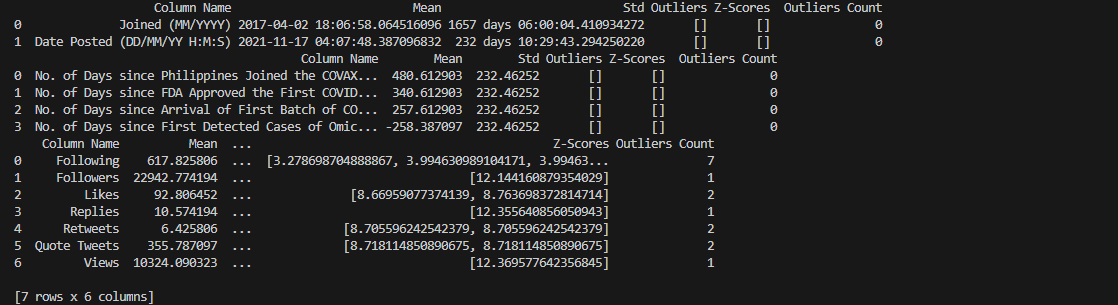 Column Name Mean Std Outliers Z-Scores Outliers Count
0 Joined (MM/YYYY) 2017-04-02 18:06:58.064516096 1657 days 06:00:04.410934272 [] [] 0
1 Date Posted (DD/MM/YY H:M:S) 2021-11-17 04:07:48.387096832 232 days 10:29:43.294250220 [] [] 0
Column Name Mean Std Outliers Z-Scores Outliers Count
0 No. of Days since Philippines Joined the COVAX... 480.612903 232.46252 [] [] 0
1 No. of Days since FDA Approved the First COVID... 340.612903 232.46252 [] [] 0
2 No. of Days since Arrival of First Batch of CO... 257.612903 232.46252 [] [] 0
3 No. of Days since First Detected Cases of Omic... -258.387097 232.46252 [] [] 0
Column Name Mean ... Z-Scores Outliers Count
0 Following 617.825806 ... [3.278698704888867, 3.994630989104171, 3.99463... 7
1 Followers 22942.774194 ... [12.144160879354029] 1
2 Likes 92.806452 ... [8.66959077374139, 8.763698372814714] 2
3 Replies 10.574194 ... [12.355640856050943] 1
4 Retweets 6.425806 ... [8.705596242542379, 8.705596242542379] 2
5 Quote Tweets 355.787097 ... [8.718114850890675, 8.718114850890675] 2
6 Views 10324.090323 ... [12.369577642356845] 1
[7 rows x 6 columns]